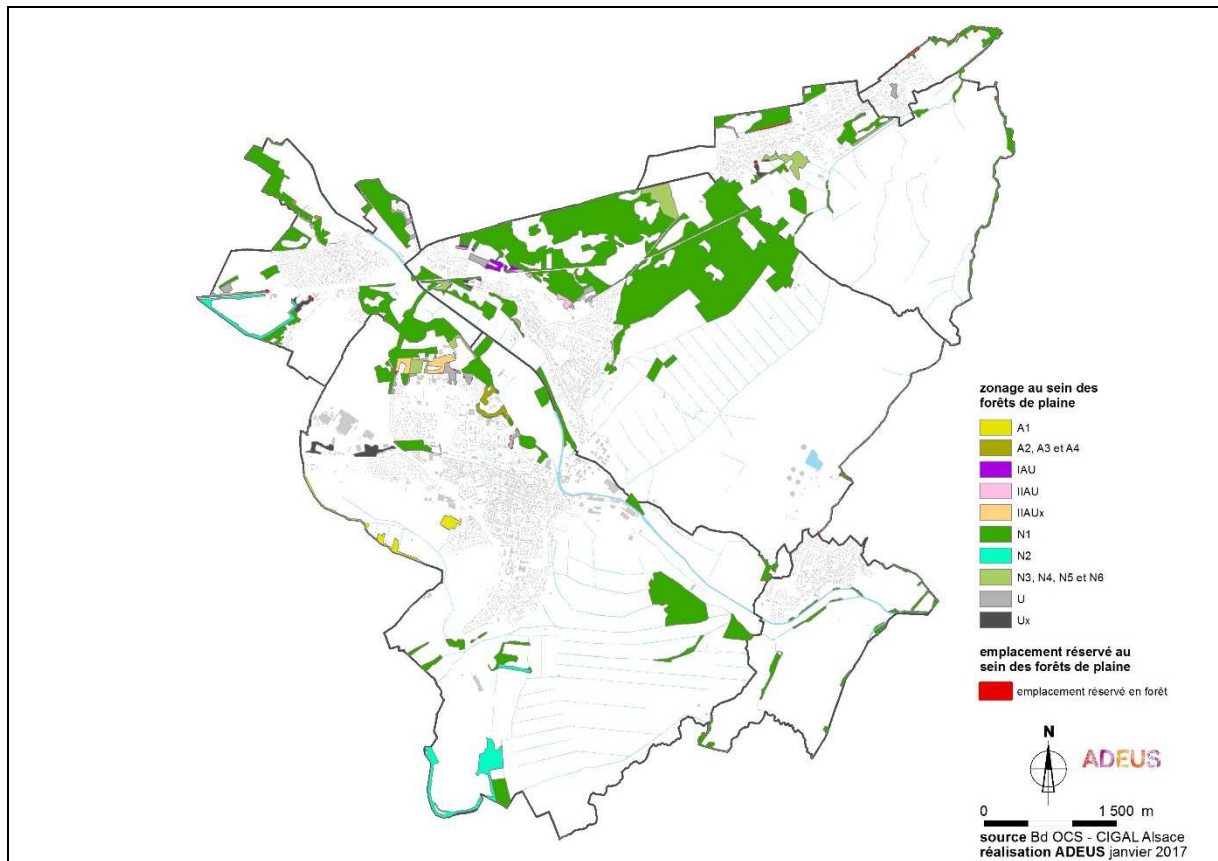 zonage au sein des
forêts de plaine
A1
A2, A3 et A4
IAU
IIAU
IIAUx
N1
N2
N3, N4, N5 et N6
U
Ux
emplacement réservé au
sein des forêts de plaine
emplacement réservé en forêt
N
ADEUS
0 1 500 m
source Bd OCS - CIGAL Alsace
réalisation ADEUS janvier 2017